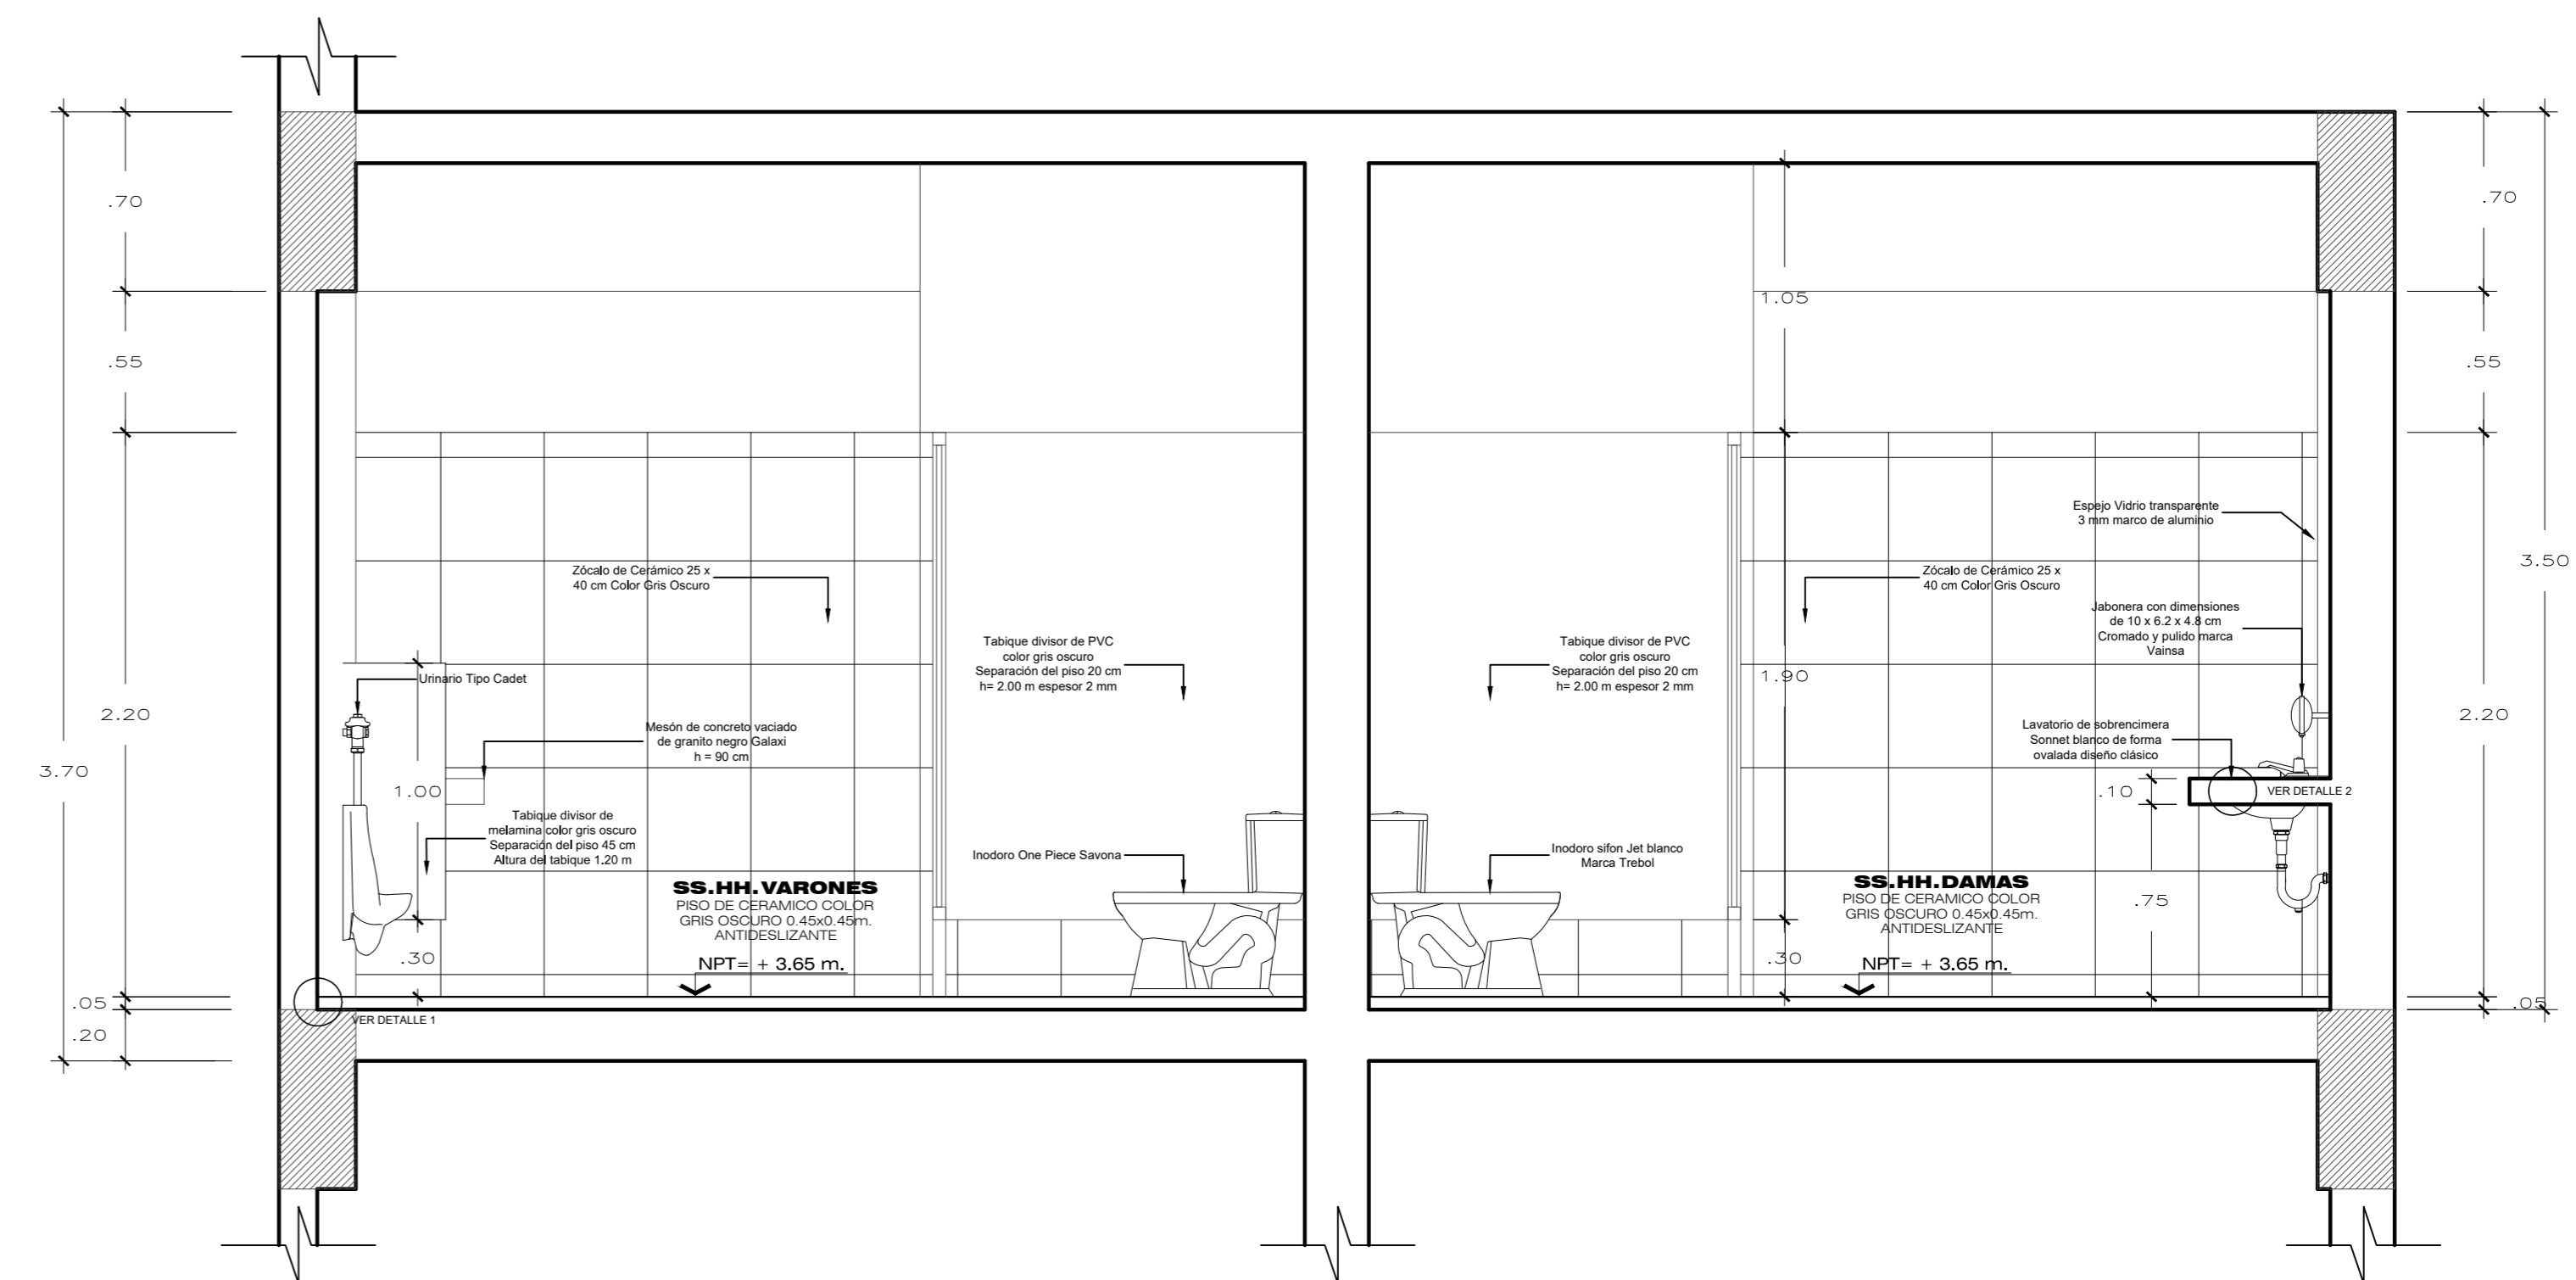 .70
.55
2.20
3.70
.05
.20
Zócalo de Cerámico 25 x
40 cm Color Gris Oscuro
Urinario Tipo Cadet
Mesón de concreto vaciado
de granito negro Galaxi
h = 90 cm
1.00
Tabique divisor de
melamina color gris oscuro
Separación del piso 45 cm
Altura del tabique 1.20 m
.30
VER DETALLE 1
SS.HH. VARONES
PISO DE CERAMICO COLOR
GRIS OSCURO 0.45x0.45m.
ANTIDESLIZANTE
NPT= + 3.65 m.
Tabique divisor de PVC
color gris oscuro
Separación del piso 20 cm
h= 2.00 m espesor 2 mm
Inodoro One Piece Savona
Tabique divisor de PVC
color gris oscuro
Separación del piso 20 cm
h= 2.00 m espesor 2 mm
Inodoro sifon Jet blanco
Marca Trebol
1.05
1.90
.30
Zócalo de Cerámico 25 x
40 cm Color Gris Oscuro
Espejo Vidrio transparente
3 mm marco de aluminio
Jabonera con dimensiones
de 10 x 6.2 x 4.8 cm
Cromado y pulido marca
Vainsa
Lavatorio de sobrencimera
Sonnet blanco de forma
ovalada diseño clásico
.10
VER DETALLE 2
.75
SS.HH.DAMAS
PISO DE CERAMICO COLOR
GRIS OSCURO 0.45x0.45m.
ANTIDESLIZANTE
NPT= + 3.65 m.
.70
.55
3.50
2.20
.05